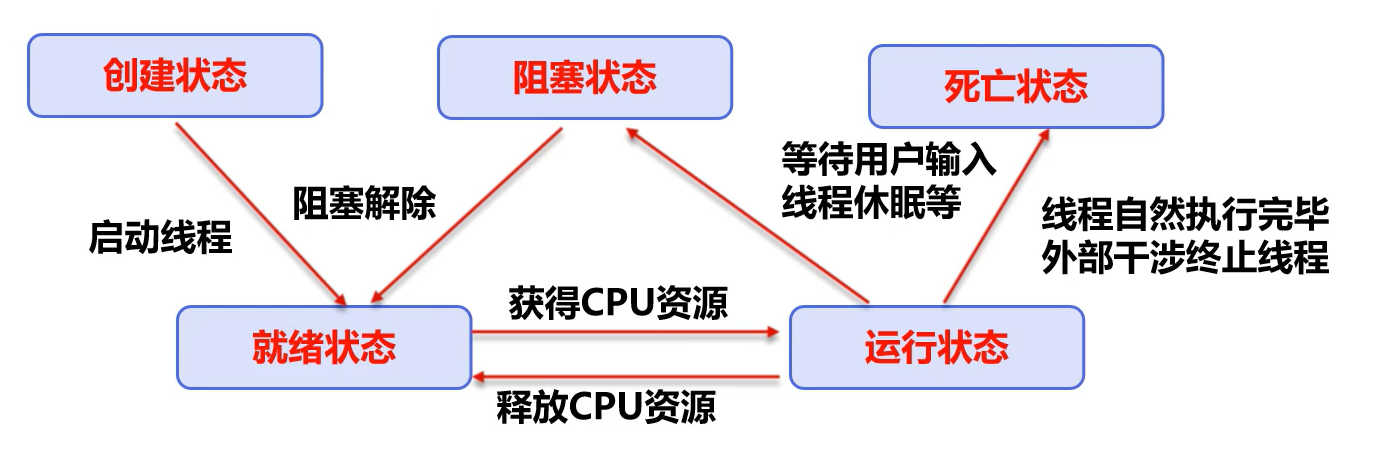 创建状态
阻塞状态
死亡状态
等待用户输入
线程休眠等
阻塞解除
启动线程
线程自然执行完毕
外部干涉终止线程
获得CPU资源
就绪状态
运行状态
释放CPU资源